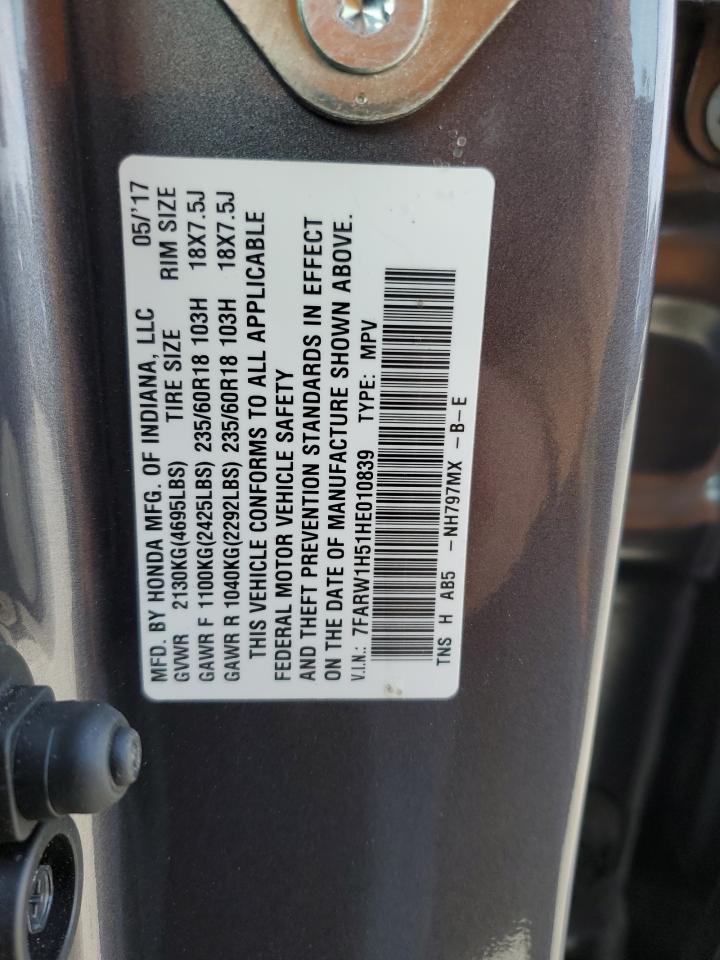 MFD. BY HONDA MFG. OF INDIANA, LLC 05/'17
GVWR 2130KG(4695LBS) TIRE SIZE RIM SIZE
GAWR F 1100KG(2425LBS) 235/60R18 103H 18X7.5J
GAWR R 1040KG(2292LBS) 235/60R18 103H 18X7.5J
THIS VEHICLE CONFORMS TO ALL APPLICABLE
FEDERAL MOTOR VEHICLE SAFETY
AND THEFT PREVENTION STANDARDS IN EFFECT
ON THE DATE OF MANUFACTURE SHOWN ABOVE.
V.I.N.: 7FARW1H51HE010839 TYPE: MPV
TNS H AB5 -NH797MX -B-E